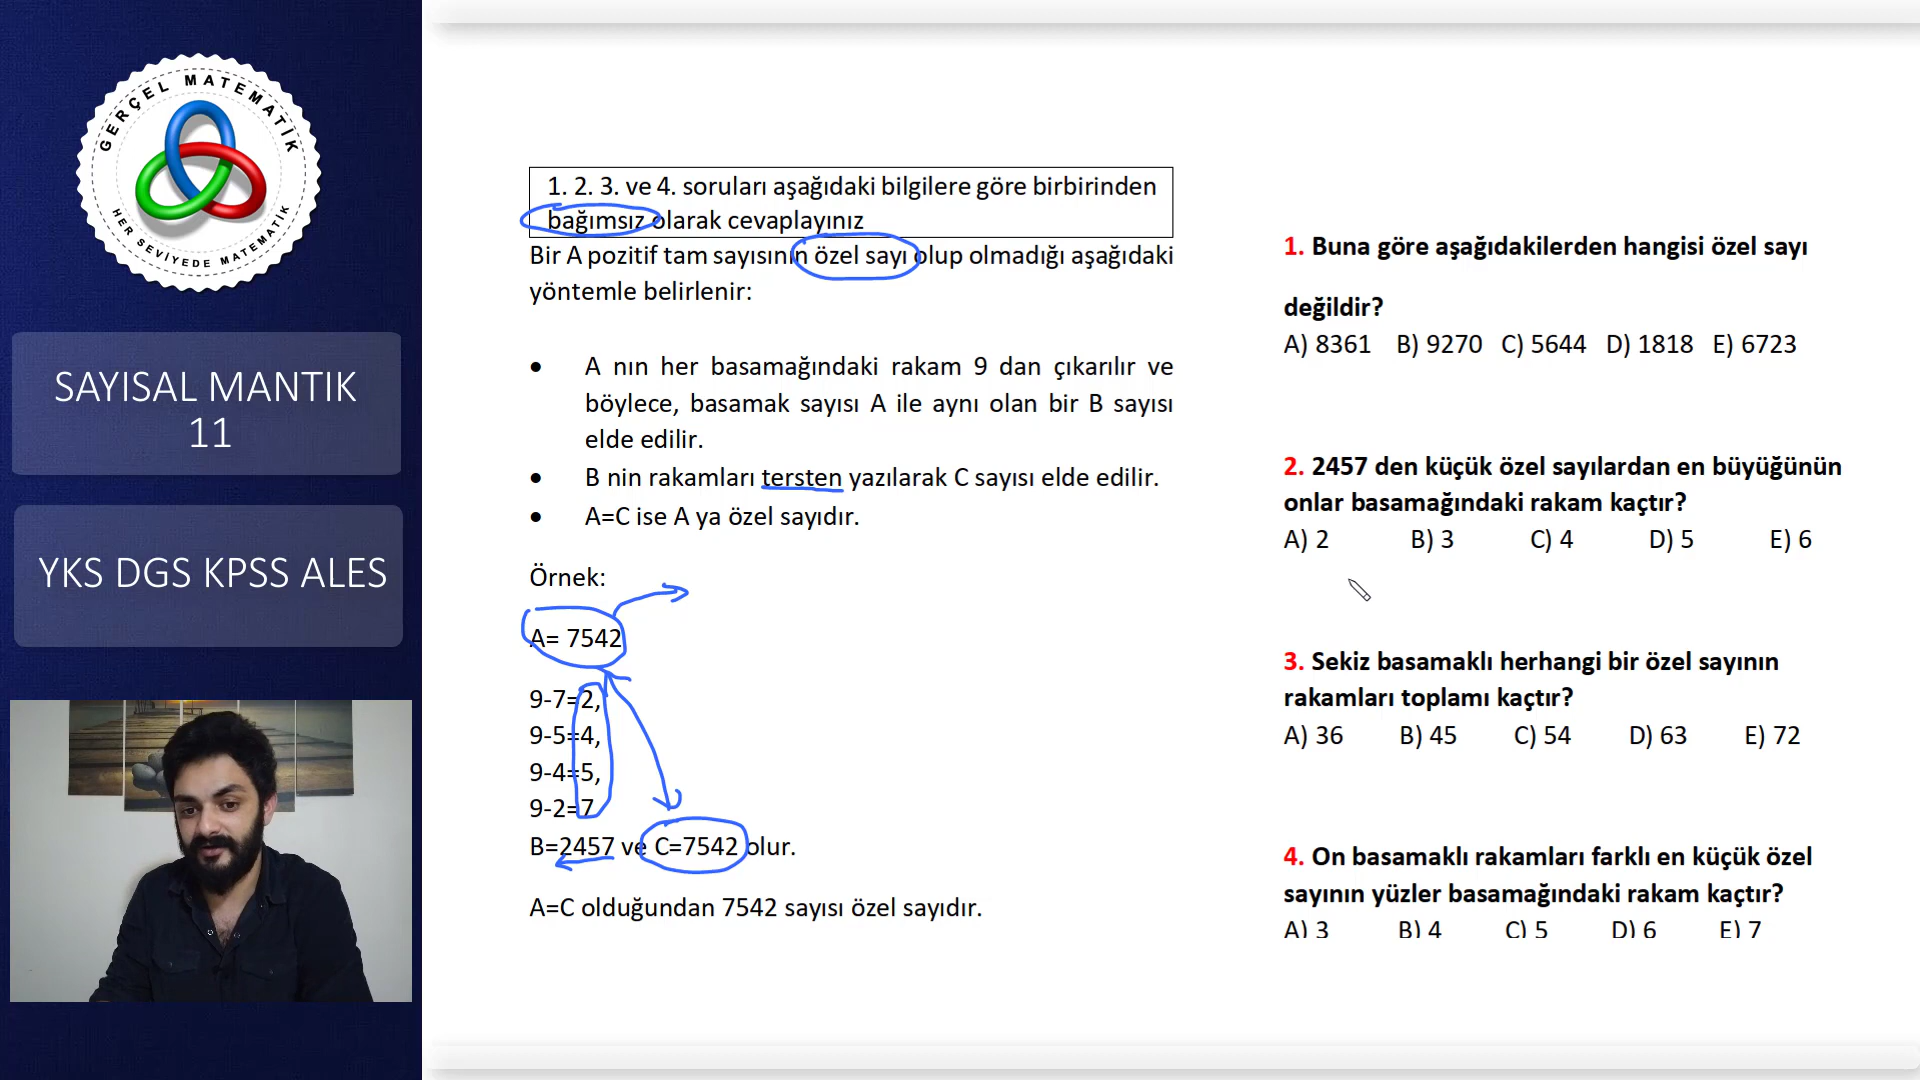 GERÇEL MATEMATİK
HER SEVİYEDE MATEMATİK
SAYISAL MANTIK
11
YKS DGS KPSS ALES
1. 2. 3. ve 4. soruları aşağıdaki bilgilere göre birbirinden
bağımsız olarak cevaplayınız
Bir A pozitif tam sayısının özel sayı olup olmadığı aşağıdaki
yöntemle belirlenir:
• A nın her basamağındaki rakam 9 dan çıkarılır ve
böylece, basamak sayısı A ile aynı olan bir B sayısı
elde edilir.
• B nin rakamları tersten yazılarak C sayısı elde edilir.
• A=C ise A ya özel sayıdır.
Örnek:
A= 7542
9-7=2,
9-5=4,
9-4=5,
9-2=7
B=2457 ve C=7542 olur.
A=C olduğundan 7542 sayısı özel sayıdır.
1. Buna göre aşağıdakilerden hangisi özel sayı
değildir?
A) 8361 B) 9270 C) 5644 D) 1818 E) 6723
2. 2457 den küçük özel sayılardan en büyüğünün
onlar basamağındaki rakam kaçtır?
A) 2 B) 3 C) 4 D) 5 E) 6
3. Sekiz basamaklı herhangi bir özel sayının
rakamları toplamı kaçtır?
A) 36 B) 45 C) 54 D) 63 E) 72
4. On basamaklı rakamları farklı en küçük özel
sayının yüzler basamağındaki rakam kaçtır?
A) 3 B) 4 C) 5 D) 6 E) 7